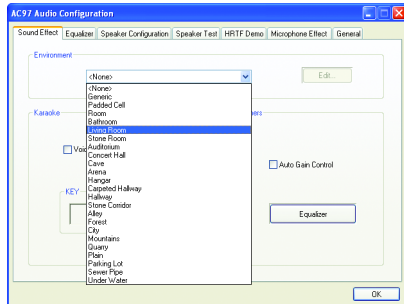 AC97 Audio Configuration
Sound Effect Equalizer Speaker Configuration Speaker Test HRTF Demo Microphone Effect General
Environment
<None>
Edit...
<None>
Generic
Padded Cell
Room
Bathroom
Living Room
Stone Room
Auditorium
Concert Hall
Cave
Arena
Hangar
Carpeted Hallway
Hallway
Stone Corridor
Alley
Forest
City
Mountains
Quarry
Plain
Parking Lot
Sewer Pipe
Under Water
Karaoke
Auto Gain Control
KEY
Equalizer
OK